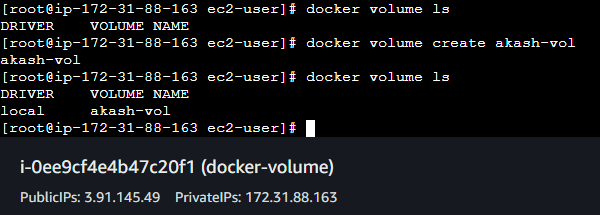 [root@ip-172-31-88-163 ec2-user]# docker volume ls
DRIVER    VOLUME NAME
[root@ip-172-31-88-163 ec2-user]# docker volume create akash-vol
akash-vol
[root@ip-172-31-88-163 ec2-user]# docker volume ls
DRIVER    VOLUME NAME
local     akash-vol
[root@ip-172-31-88-163 ec2-user]#
i-0ee9cf4e4b47c20f1 (docker-volume)
PublicIPs: 3.91.145.49    PrivateIPs: 172.31.88.163